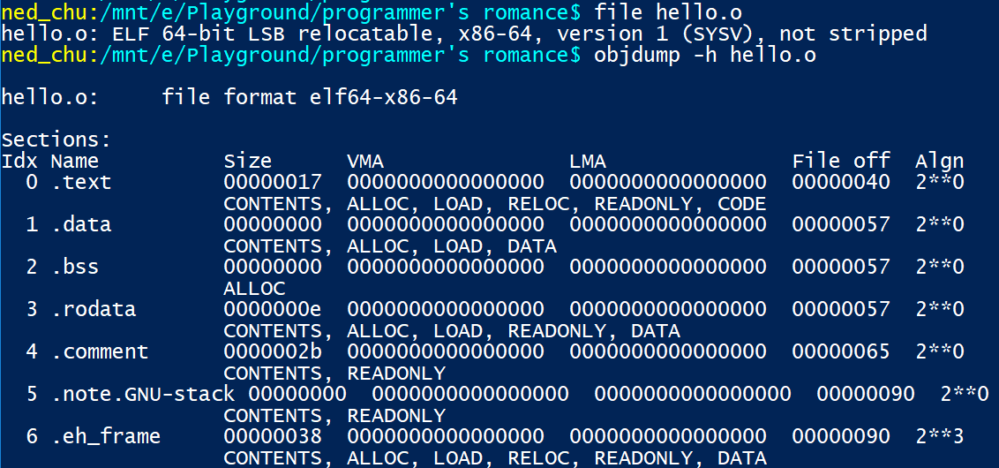 ned_chu:/mnt/e/Playground/programmer's romance$ file hello.o
hello.o: ELF 64-bit LSB relocatable, x86-64, version 1 (SYSV), not stripped
ned_chu:/mnt/e/Playground/programmer's romance$ objdump -h hello.o

hello.o:     file format elf64-x86-64

Sections:
Idx Name          Size      VMA               LMA               File off  Algn
  0 .text         00000017  0000000000000000  0000000000000000  00000040  2**0
                  CONTENTS, ALLOC, LOAD, RELOC, READONLY, CODE
  1 .data         00000000  0000000000000000  0000000000000000  00000057  2**0
                  CONTENTS, ALLOC, LOAD, DATA
  2 .bss          00000000  0000000000000000  0000000000000000  00000057  2**0
                  ALLOC
  3 .rodata       0000000e  0000000000000000  0000000000000000  00000057  2**0
                  CONTENTS, ALLOC, LOAD, READONLY, DATA
  4 .comment      0000002b  0000000000000000  0000000000000000  00000065  2**0
                  CONTENTS, READONLY
  5 .note.GNU-stack 00000000  0000000000000000  0000000000000000  00000090  2**0
                  CONTENTS, READONLY
  6 .eh_frame     00000038  0000000000000000  0000000000000000  00000090  2**3
                  CONTENTS, ALLOC, LOAD, RELOC, READONLY, DATA